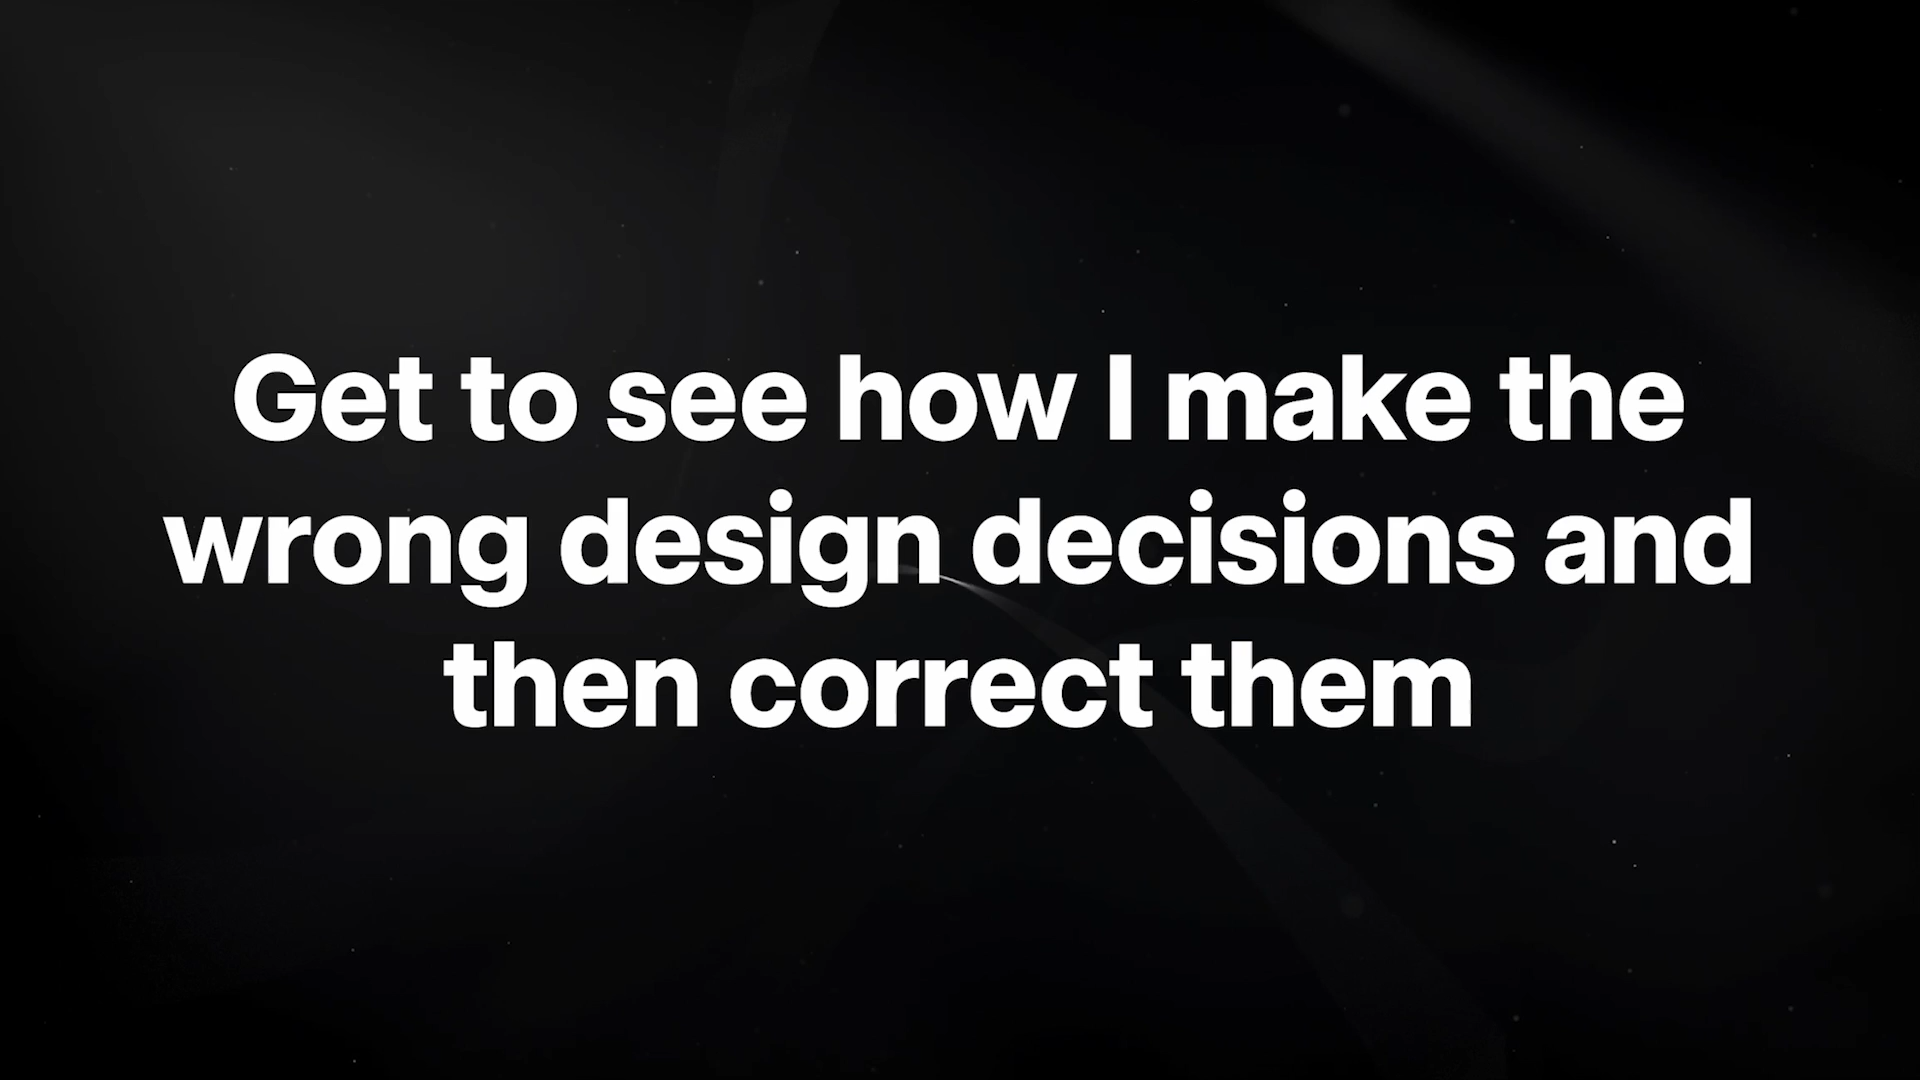 Get to see how I make the
wrong design decisions and
then correct them